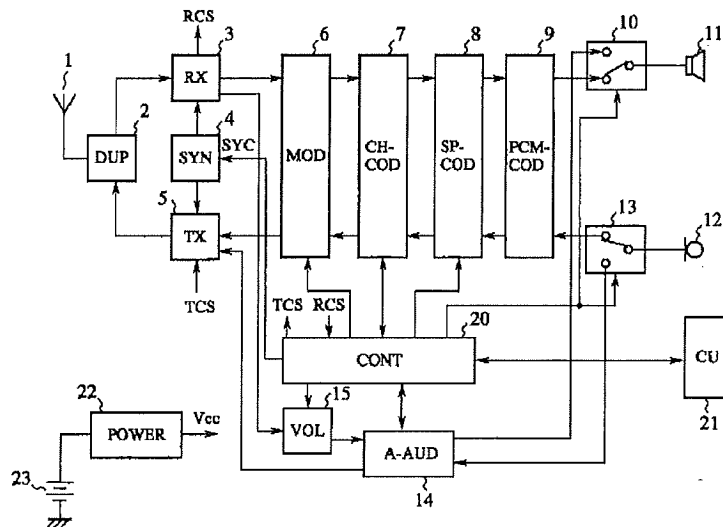 RCS
3
6
7
8
9
10
11
1
RX
2
4
DUP
SYN
SYC
MOD
CH-
COD
SP-
COD
PCM-
COD
5
13
12
TX
TCS
TCS
RCS
20
CONT
CU
21
15
22
Vcc
VOL
POWER
A-AUD
23
14